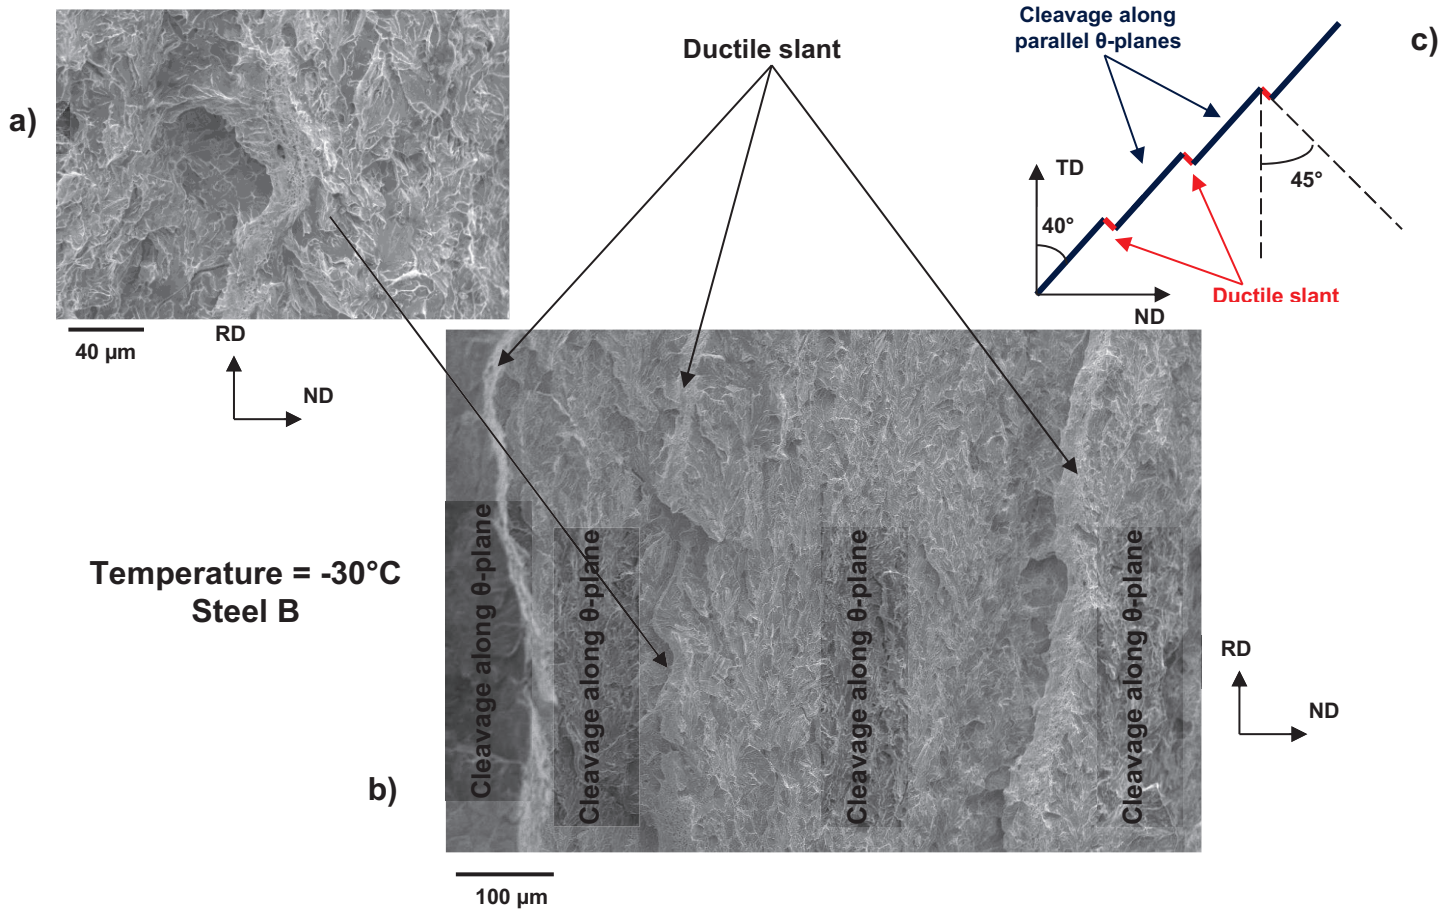 a)
40 µm
RD
ND
Ductile slant
Cleavage along
parallel θ-planes
c)
TD
40°
45°
Ductile slant
ND
Temperature = -30°C
Steel B
Cleavage along θ-plane
Cleavage along θ-plane
Cleavage along θ-plane
Cleavage along θ-plane
RD
ND
b)
100 µm